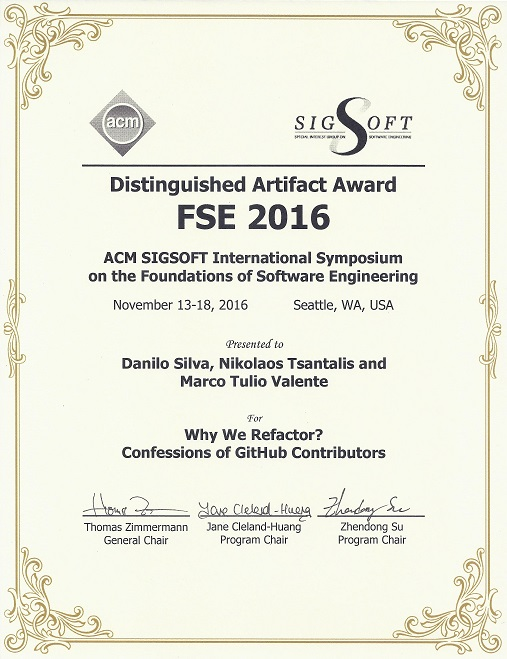 acm
SIGSOFT
SPECIAL INTEREST GROUP ON SOFTWARE ENGINEERING
Distinguished Artifact Award
FSE 2016
ACM SIGSOFT International Symposium
on the Foundations of Software Engineering
November 13-18, 2016 Seattle, WA, USA
Presented to
Danilo Silva, Nikolaos Tsantalis and
Marco Tulio Valente
For
Why We Refactor?
Confessions of GitHub Contributors
Jane Cleland-Huang Zhendong Su
Thomas Zimmermann Jane Cleland-Huang Zhendong Su
General Chair Program Chair Program Chair